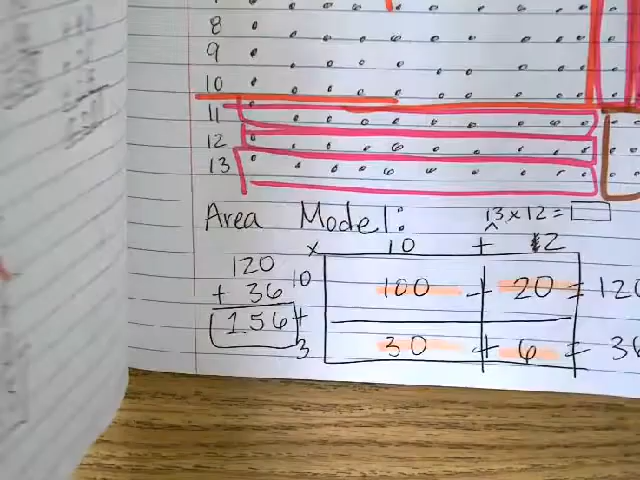 8
9
10
11
12
13
Area Model:
13 x 12 =
x 10 + 12
10 100 + 20 = 120
+
3 30 + 6 = 36
120
+ 36
156